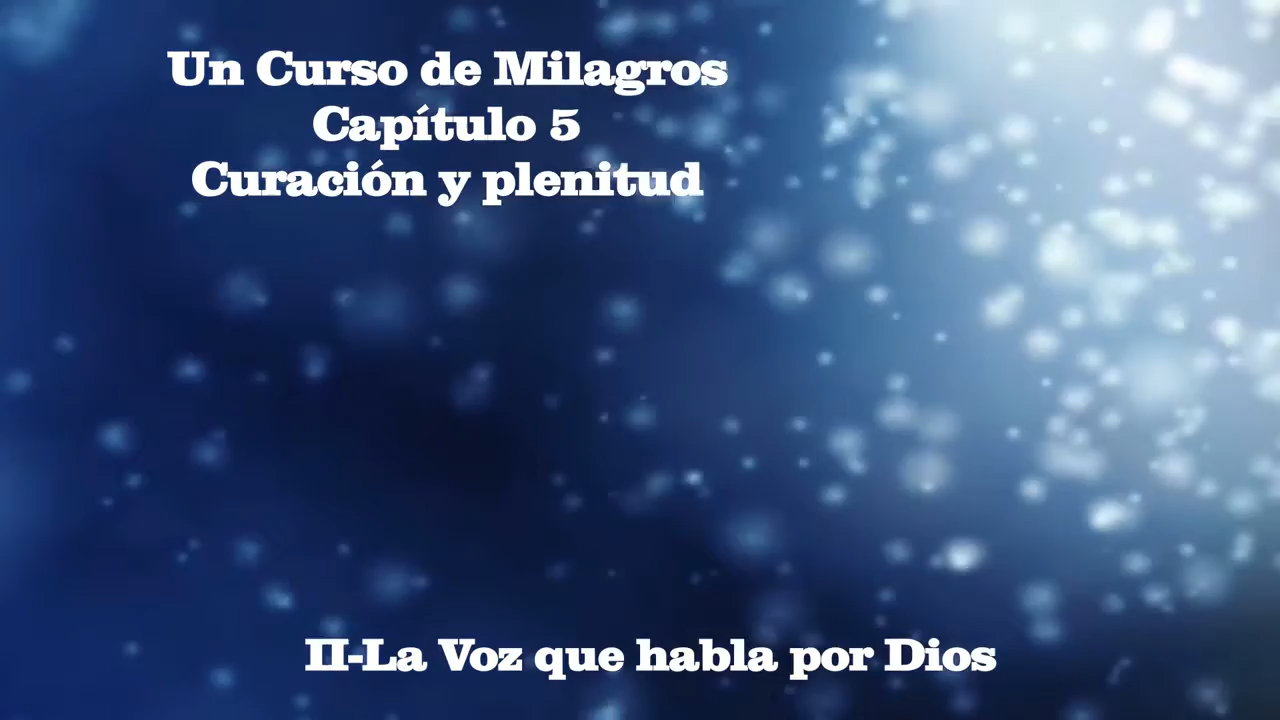 Un Curso de Milagros
Capítulo 5
Curación y plenitud
II-La Voz que habla por Dios